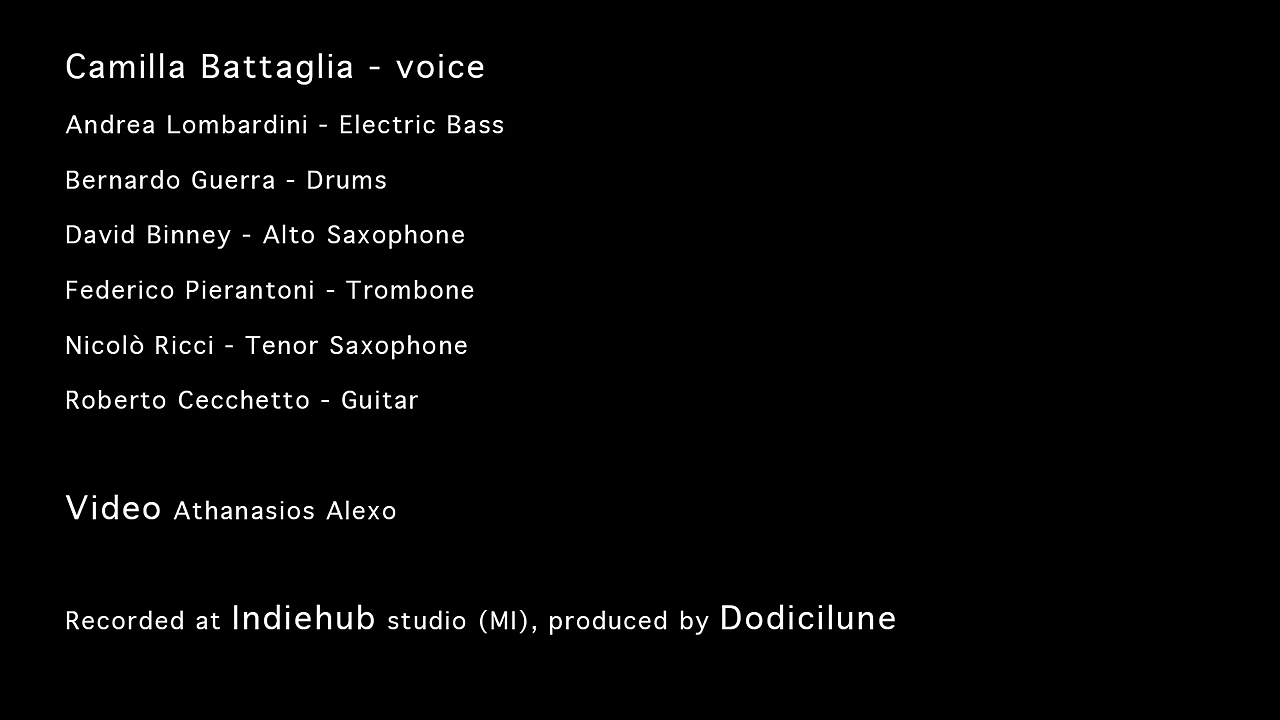 Camilla Battaglia - voice
Andrea Lombardini - Electric Bass
Bernardo Guerra - Drums
David Binney - Alto Saxophone
Federico Pierantoni - Trombone
Nicolò Ricci - Tenor Saxophone
Roberto Cecchetto - Guitar
Video Athanasios Alexo
Recorded at Indiehub studio (MI), produced by Dodicilune